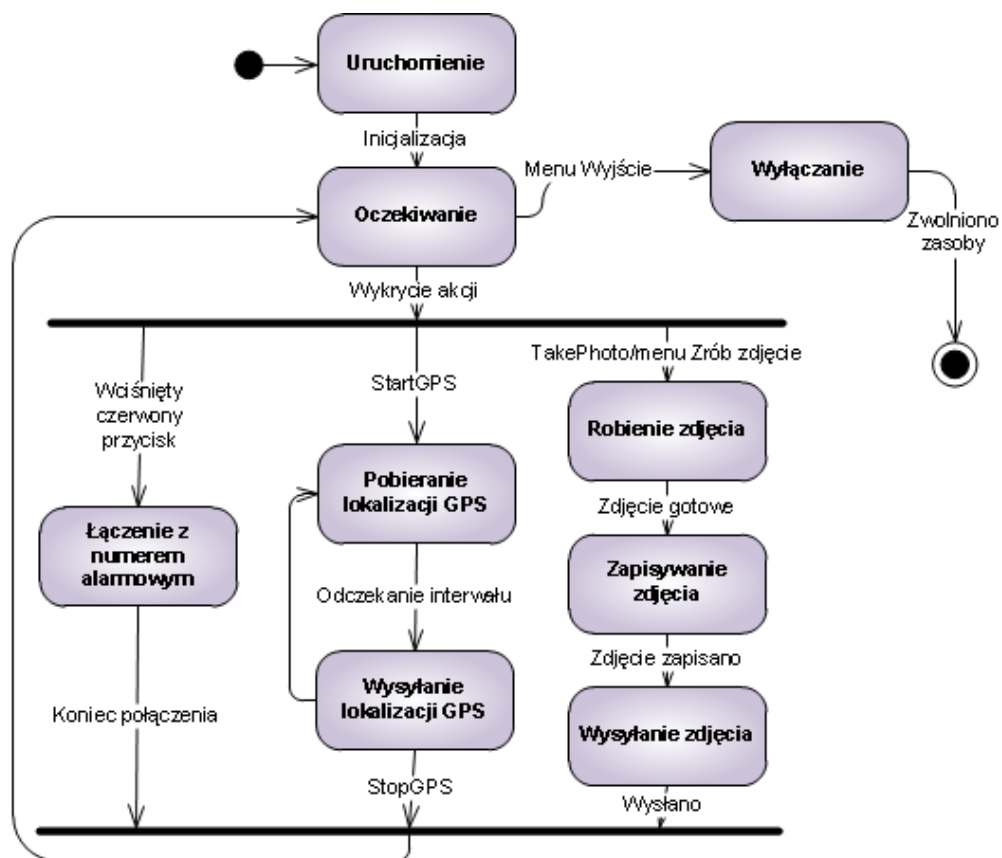 Uruchomienie
Inicjalizacja
Oczekiwanie
Menu Wyjście
Wyłączanie
Zwolniono
zasoby
Wykrycie akcji
Wciśnięty
czerwony
przycisk
StartGPS
TakePhoto/menu Zrób zdjęcie
Łączenie z
numerem
alarmowym
Pobieranie
lokalizacji GPS
Robienie zdjęcia
Zdjęcie gotowe
Odczekanie interwału
Zapisywanie
zdjęcia
Zdjęcie zapisano
Koniec połączenia
Wysyłanie
lokalizacji GPS
Wysyłanie zdjęcia
StopGPS
Wysłano